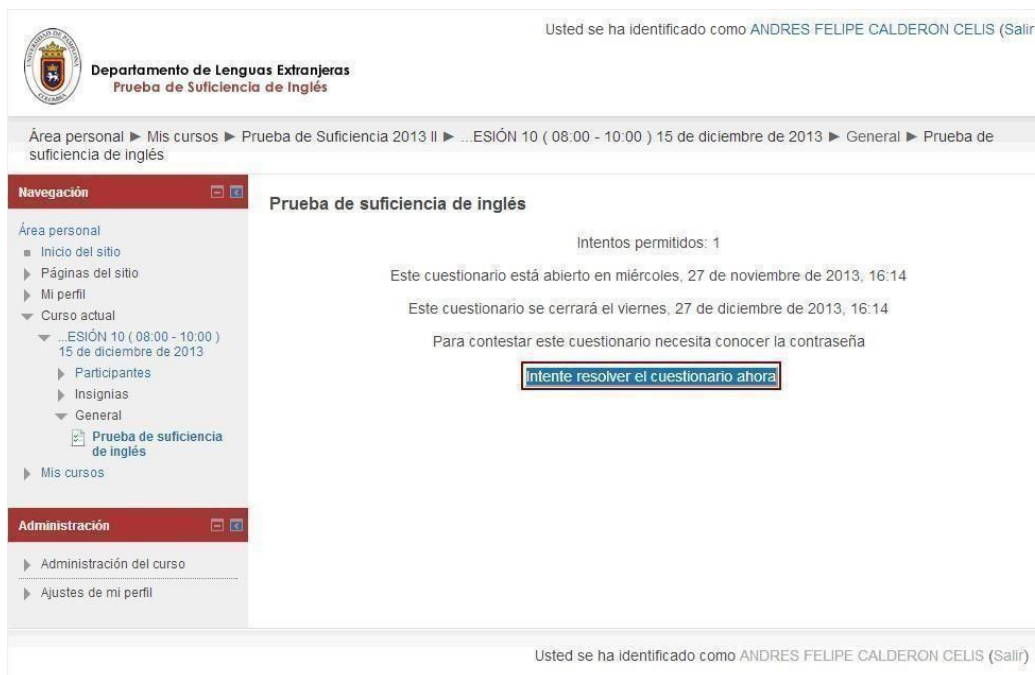 Usted se ha identificado como ANDRES FELIPE CALDERON CELIS (Salir
UNIVERSIDAD DE PAMPLONA
COLOMBIA
Departamento de Lenguas Extranjeras
Prueba de Suficiencia de Inglés
Área personal ► Mis cursos ► Prueba de Suficiencia 2013 II ► ...ESIÓN 10 ( 08:00 - 10:00 ) 15 de diciembre de 2013 ► General ► Prueba de
suficiencia de inglés
Navegación
Área personal
Inicio del sitio
Páginas del sitio
Mi perfil
Curso actual
...ESIÓN 10 ( 08:00 - 10:00 )
15 de diciembre de 2013
Participantes
Insignias
General
Prueba de suficiencia
de inglés
Mis cursos
Administración
Administración del curso
Ajustes de mi perfil
Prueba de suficiencia de inglés
Intentos permitidos: 1
Este cuestionario está abierto en miércoles, 27 de noviembre de 2013, 16:14
Este cuestionario se cerrará el viernes, 27 de diciembre de 2013, 16:14
Para contestar este cuestionario necesita conocer la contraseña
Intente resolver el cuestionario ahora
Usted se ha identificado como ANDRES FELIPE CALDERON CELIS (Salir)